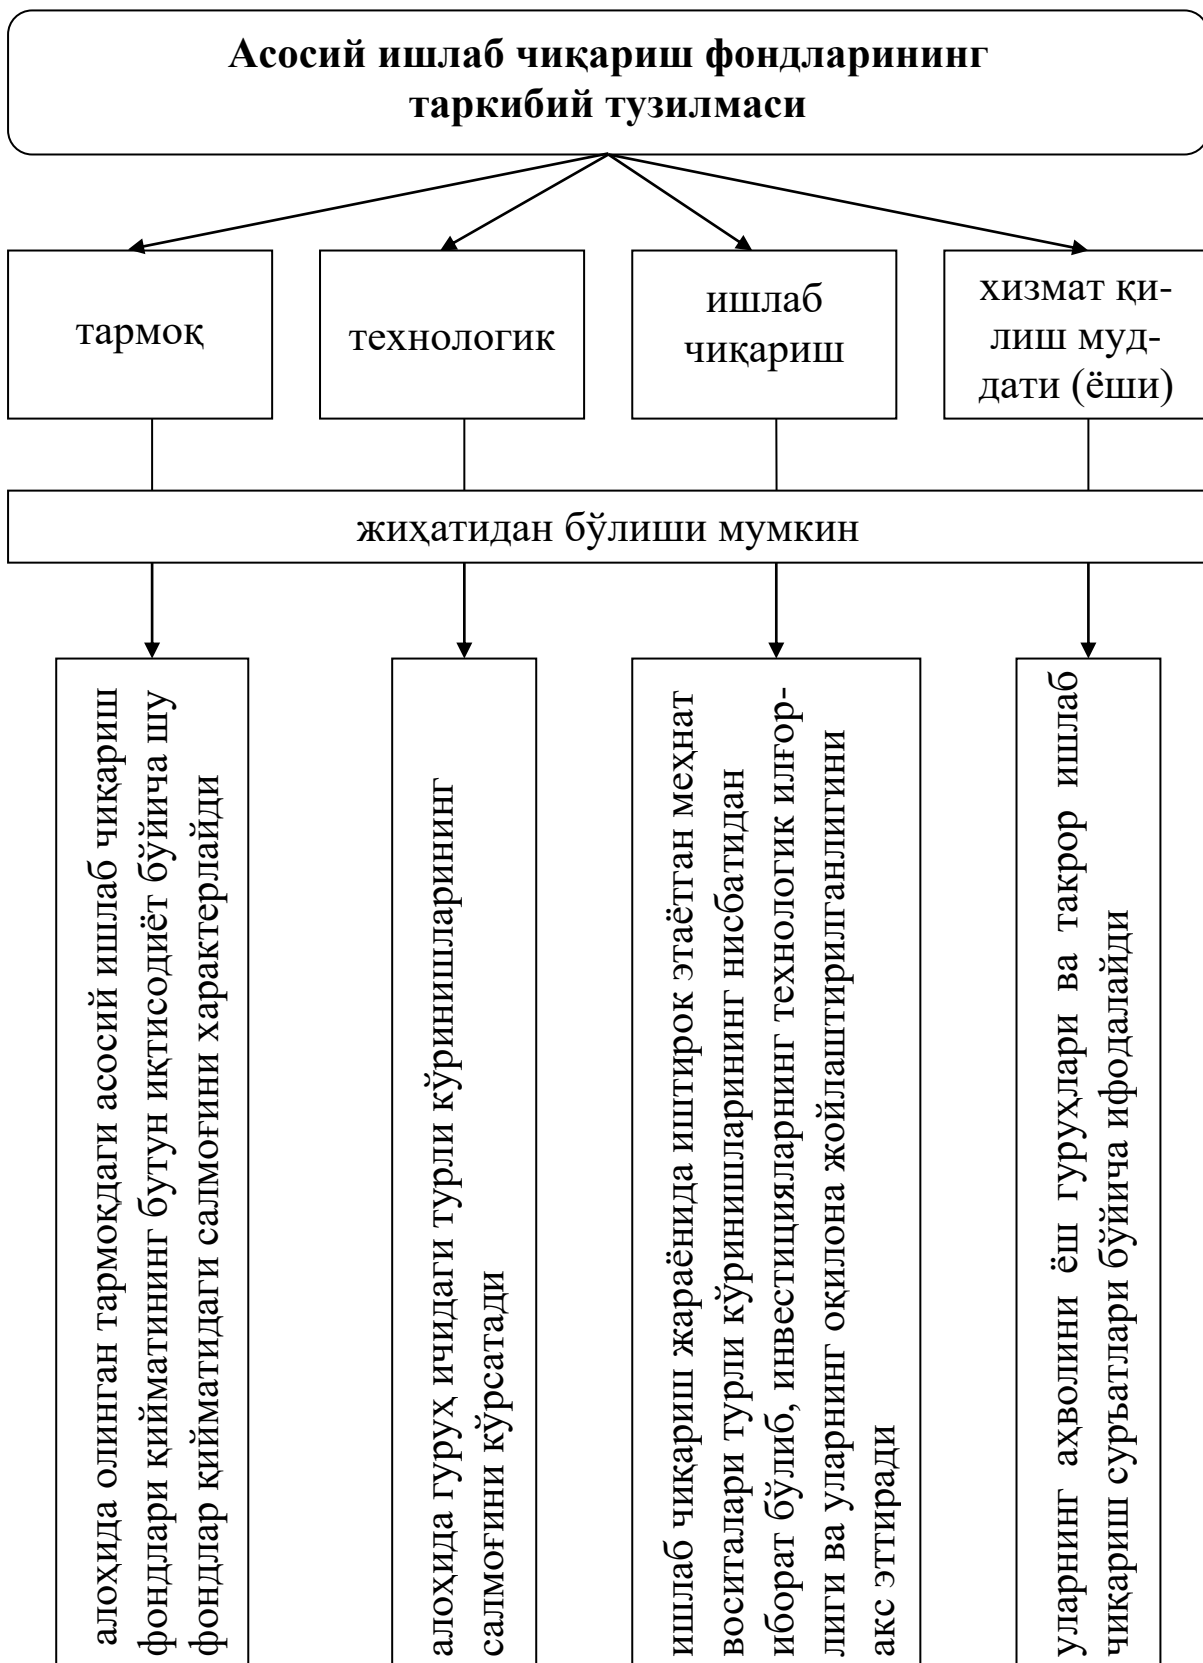 Асосий ишлаб чиқариш фондларининг
таркибий тузилмаси
тармоқ
технологик
ишлаб
чиқариш
хизмат қи-
лиш муд-
дати (ёши)
жиҳатидан бўлиши мумкин
алоҳида олинган тармоқдаги асосий ишлаб чиқариш
фондлари қийматининг бутун иқтисодиёт бўйича шу
фондлар қийматидаги салмоғини характерлайди
алоҳида гуруҳ ичидаги турли кўринишларининг
салмоғини кўрсатади
ишлаб чиқариш жараёнида иштирок этаётган меҳнат
воситалари турли кўринишларининг нисбатидан
иборат бўлиб, инвестицияларнинг технологик илғор-
лиги ва уларнинг оқилона жойлаштирилганлигини
акс эттиради
уларнинг аҳволини ёш гуруҳлари ва такрор ишлаб
чиқариш суръатлари бўйича ифодалайди